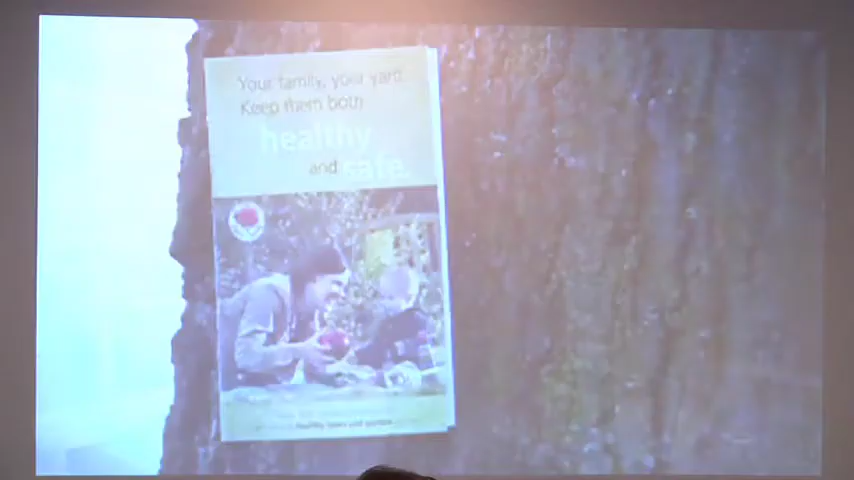 Your family, your yard.
Keep them both
healthy
and safe.
healthy lawn and garden